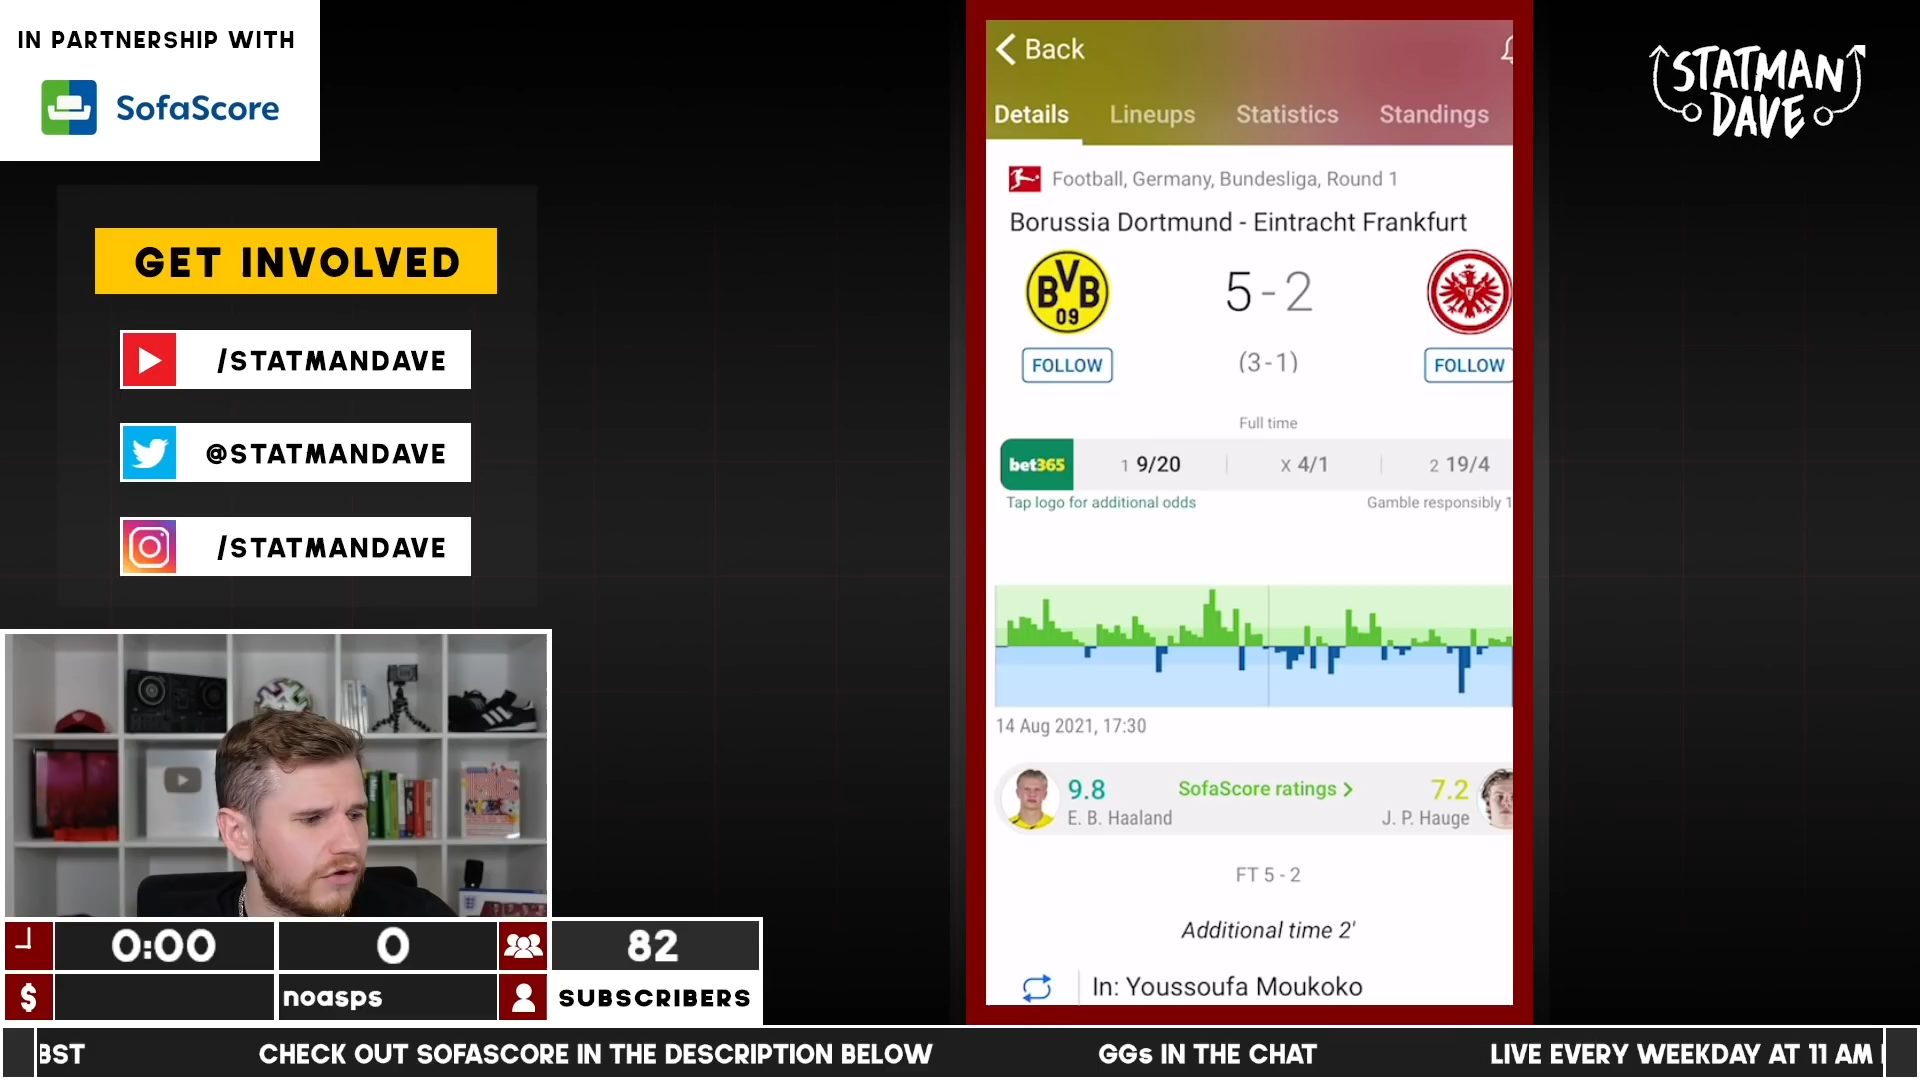 IN PARTNERSHIP WITH
SofaScore
GET INVOLVED
/STATMANDAVE
@STATMANDAVE
/STATMANDAVE
0:00
0
82
$
noasps
SUBSCRIBERS
Back
Details Lineups Statistics Standings
Football, Germany, Bundesliga, Round 1
Borussia Dortmund - Eintracht Frankfurt
BVB
09
5 - 2
FOLLOW
(3-1)
FOLLOW
Full time
bet365 1 9/20 X 4/1 2 19/4
Tap logo for additional odds
Gamble responsibly 1
14 Aug 2021, 17:30
9.8
SofaScore ratings >
7.2
E. B. Haaland
J. P. Hauge
FT 5 - 2
Additional time 2'
In: Youssoufa Moukoko
STATMAN
DAVE
BST CHECK OUT SOFASCORE IN THE DESCRIPTION BELOW GGs IN THE CHAT LIVE EVERY WEEKDAY AT 11 AM